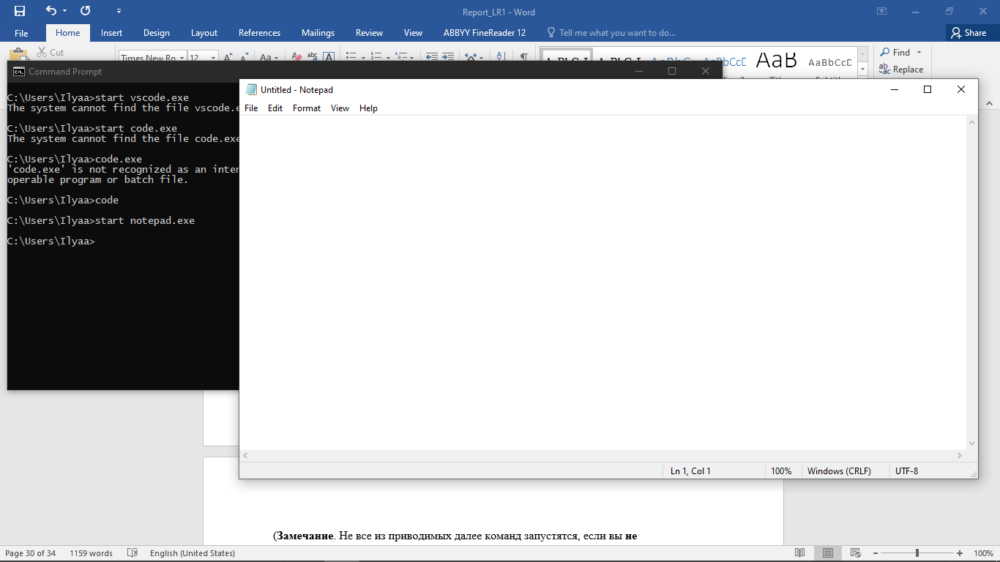 Report_LR1 - Word
File Home Insert Design Layout References Mailings Review View ABBYY FineReader 12 Tell me what you want to do... Share
Cut
Times New Ro 12 Aa abc A AaB AaBbCcD Find
Replace
Command Prompt
C:\Users\Ilyaa>start vscode.exe
The system cannot find the file
C:\Users\Ilyaa>start code.exe
The system cannot find the file code.exe
C:\Users\Ilyaa>code.exe
'code.exe' is not recognized as an
operable program or batch file.
C:\Users\Ilyaa>code
C:\Users\Ilyaa>start notepad.exe
C:\Users\Ilyaa>
Untitled - Notepad
File Edit Format View Help
Ln 1, Col 1 100% Windows (CRLF) UTF-8
(Замечание. Не все из приводимых далее команд запустятся, если вы не
Page 30 of 34 1159 words English (United States) 100%